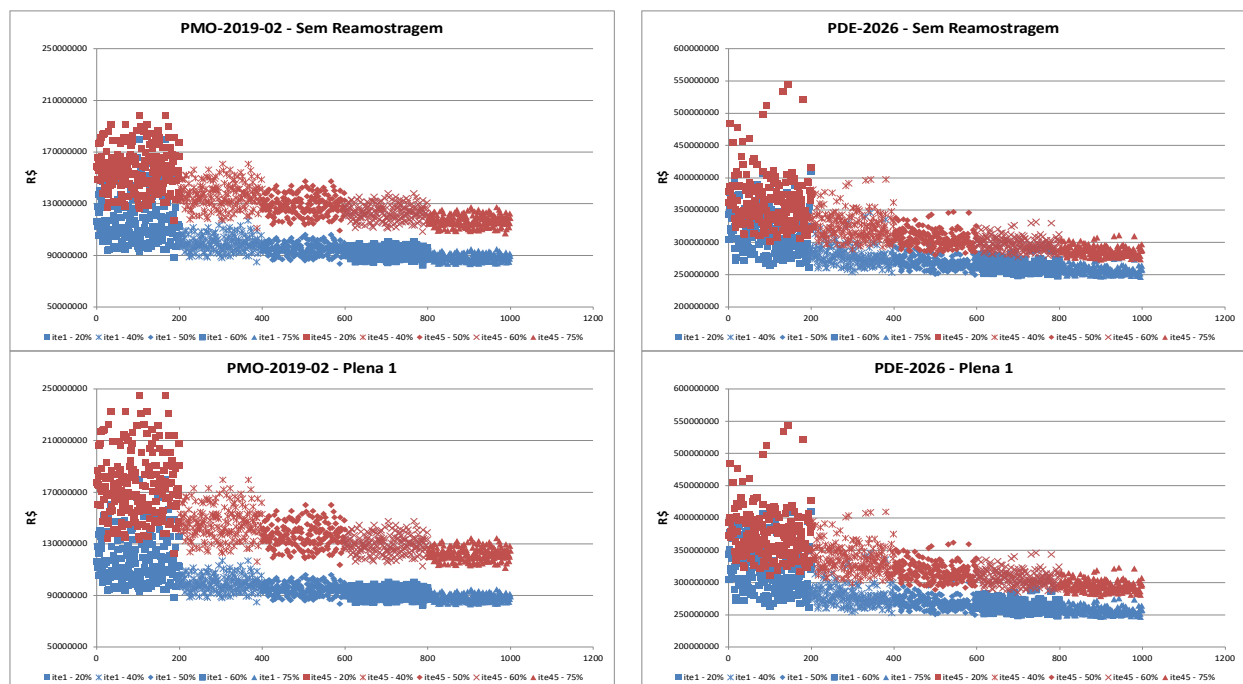 PMO-2019-02 - Sem Reamostragem
250000000
210000000
170000000
R$
130000000
90000000
50000000
0 200 400 600 800 1000 1200
ite1 - 20% ite1 - 40% ite1 - 50% ite1 - 60% ite1 - 75% ite45 - 20% ite45 - 40% ite45 - 50% ite45 - 60% ite45 - 75%
PDE-2026 - Sem Reamostragem
600000000
550000000
500000000
450000000
R$
400000000
350000000
300000000
250000000
200000000
0 200 400 600 800 1000 1200
ite1 - 20% ite1 - 40% ite1 - 50% ite1 - 60% ite1 - 75% ite45 - 20% ite45 - 40% ite45 - 50% ite45 - 60% ite45 - 75%
PMO-2019-02 - Plena 1
250000000
210000000
170000000
R$
130000000
90000000
50000000
0 200 400 600 800 1000 1200
ite1 - 20% ite1 - 40% ite1 - 50% ite1 - 60% ite1 - 75% ite45 - 20% ite45 - 40% ite45 - 50% ite45 - 60% ite45 - 75%
PDE-2026 - Plena 1
600000000
550000000
500000000
450000000
R$
400000000
350000000
300000000
250000000
200000000
0 200 400 600 800 1000 1200
ite1 - 20% ite1 - 40% ite1 - 50% ite1 - 60% ite1 - 75% ite45 - 20% ite45 - 40% ite45 - 50% ite45 - 60% ite45 - 75%